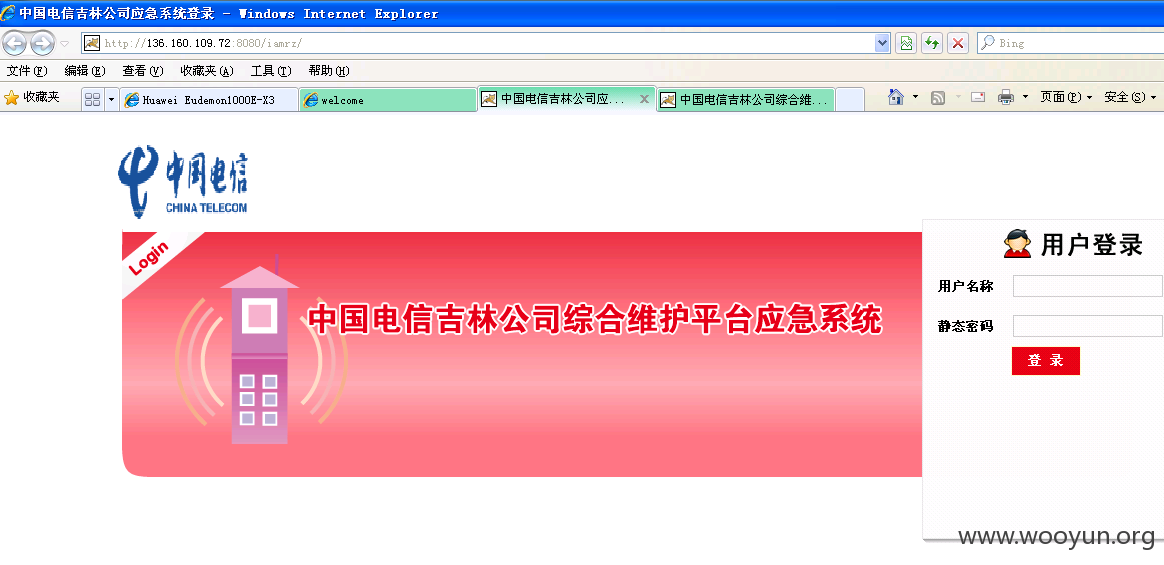 中国电信吉林公司应急系统登录 - Windows Internet Explorer
http://136.160.109.72:8080/iamrz/
Bing
文件(F) 编辑(E) 查看(V) 收藏夹(A) 工具(T) 帮助(H)
收藏夹 Huawei Eudemon1000E-X3 welcome 中国电信吉林公司应... 中国电信吉林公司综合维... 页面(P) 安全(S)
中国电信
CHINA TELECOM
Login
中国电信吉林公司综合维护平台应急系统
用户登录
用户名称
静态密码
登 录
www.wooyun.org